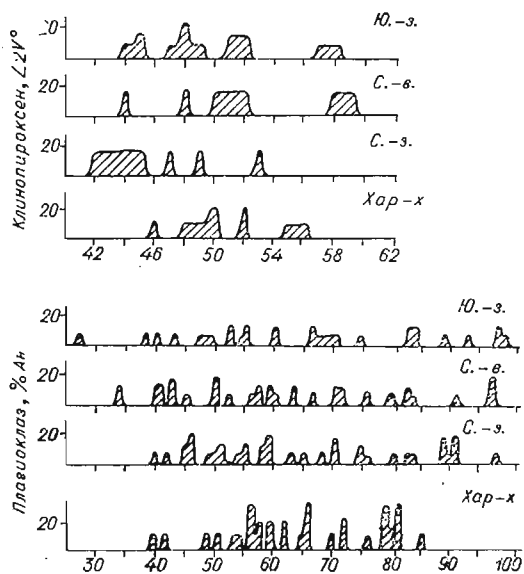 Клинопироксен, ∠2V°
20
Ю.-з.
20
С.-в.
20
С.-з.
20
Хар-х
42 46 50 54 58 62
Плагиоклаз, % Ан
20
Ю.-з.
20
С.-в.
20
С.-з.
20
Хар-х
30 40 50 60 70 80 90 100